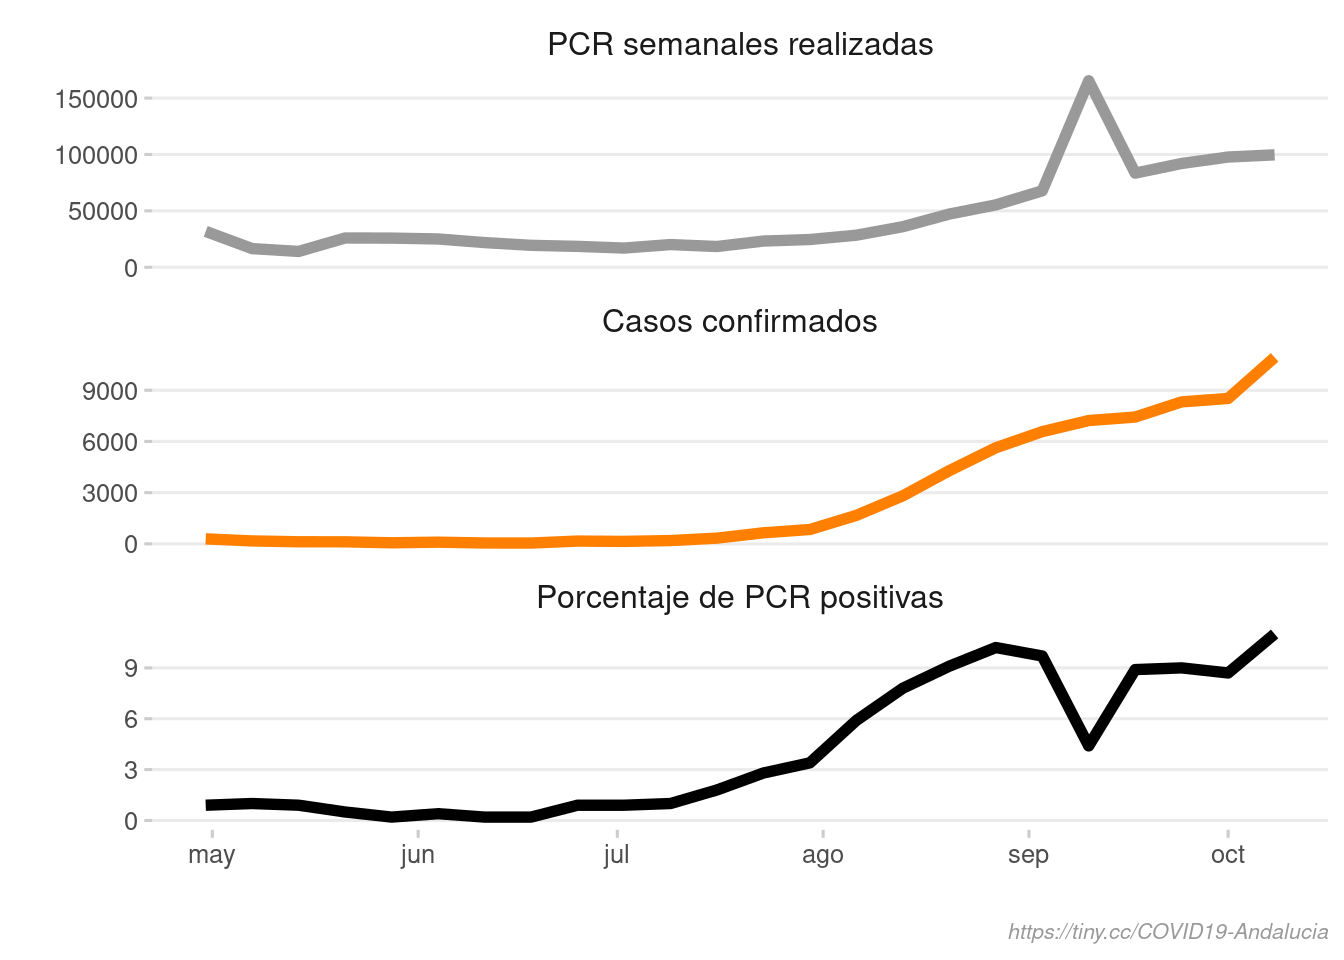 PCR semanales realizadas
150000
100000
50000
0
Casos confirmados
9000
6000
3000
0
Porcentaje de PCR positivas
9
6
3
0
may jun jul ago sep oct
https://tiny.cc/COVID19-Andalucia